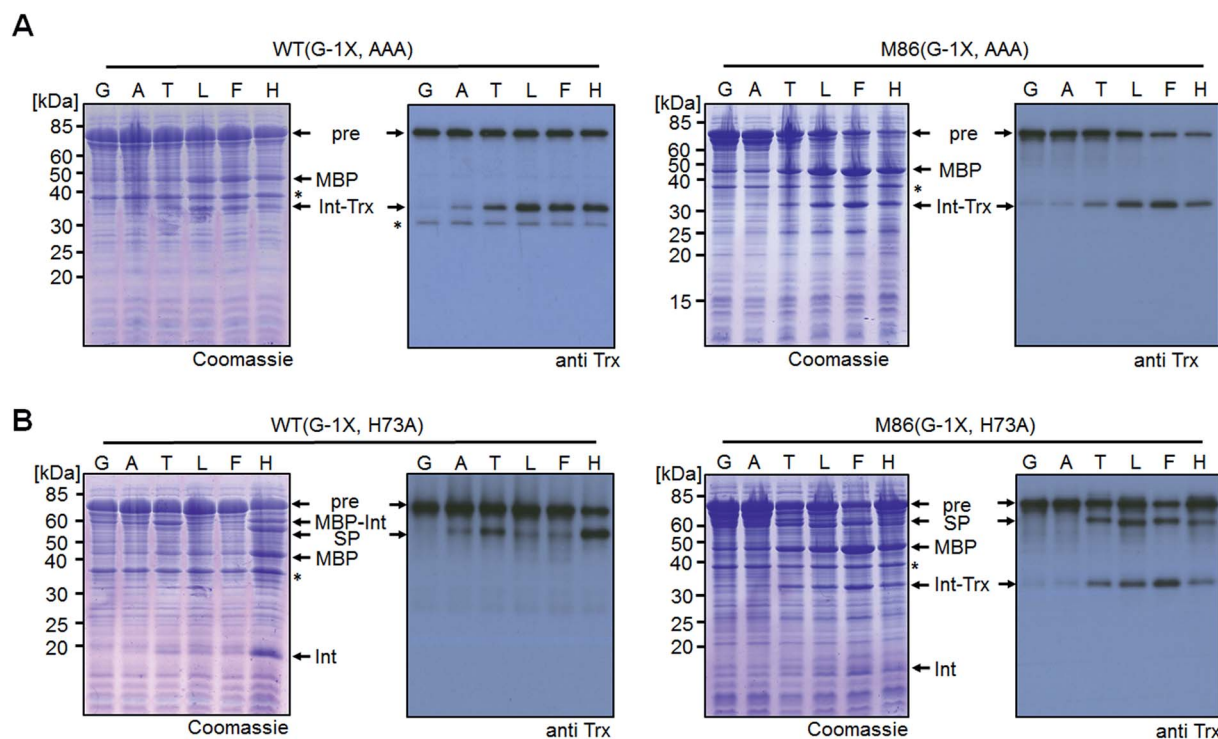 A
WT(G-1X, AAA)
G A T L F H
G A T L F H
[kDa]
85
60
50
40
30
20
pre
MBP
*
Int-Trx
*
Coomassie
anti Trx
M86(G-1X, AAA)
G A T L F H
G A T L F H
[kDa]
85
60
50
40
30
25
20
15
pre
MBP
*
Int-Trx
Coomassie
anti Trx
B
WT(G-1X, H73A)
G A T L F H
G A T L F H
[kDa]
85
60
50
40
30
20
pre
MBP-Int
SP
MBP
*
Int
Coomassie
anti Trx
M86(G-1X, H73A)
G A T L F H
G A T L F H
[kDa]
85
60
50
40
30
20
pre
SP
MBP
*
Int-Trx
Int
Coomassie
anti Trx